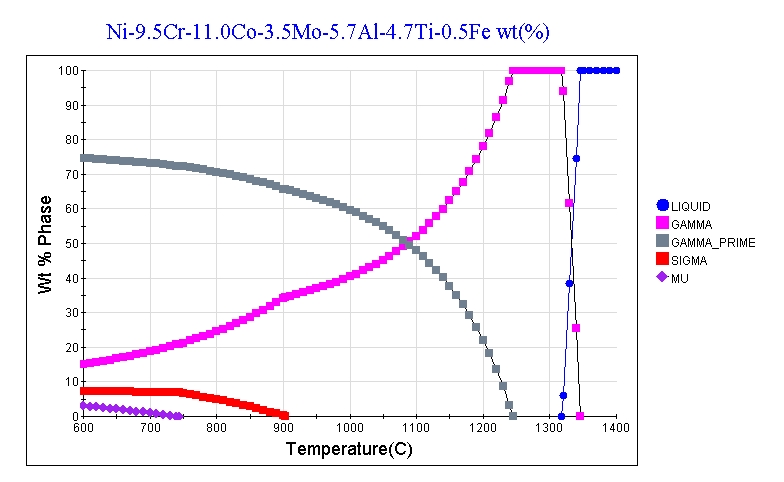 Ni-9.5Cr-11.0Co-3.5Mo-5.7Al-4.7Ti-0.5Fe wt(%)
100
90
80
70
60
50
40
30
20
10
0
Wt % Phase
600 700 800 900 1000 1100 1200 1300 1400
Temperature(C)
LIQUID
GAMMA
GAMMA_PRIME
SIGMA
MU